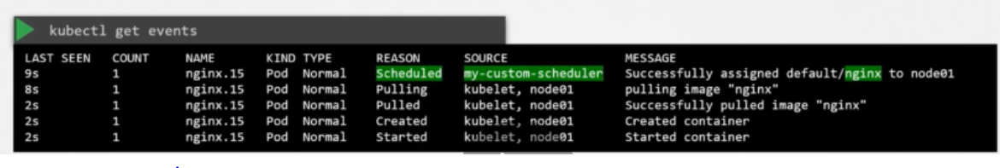 kubectl get events
LAST SEEN COUNT NAME KIND TYPE REASON SOURCE MESSAGE
9s 1 nginx.15 Pod Normal Scheduled my-custom-scheduler Successfully assigned default/nginx to node01
8s 1 nginx.15 Pod Normal Pulling kubelet, node01 pulling image "nginx"
2s 1 nginx.15 Pod Normal Pulled kubelet, node01 Successfully pulled image "nginx"
2s 1 nginx.15 Pod Normal Created kubelet, node01 Created container
2s 1 nginx.15 Pod Normal Started kubelet, node01 Started container